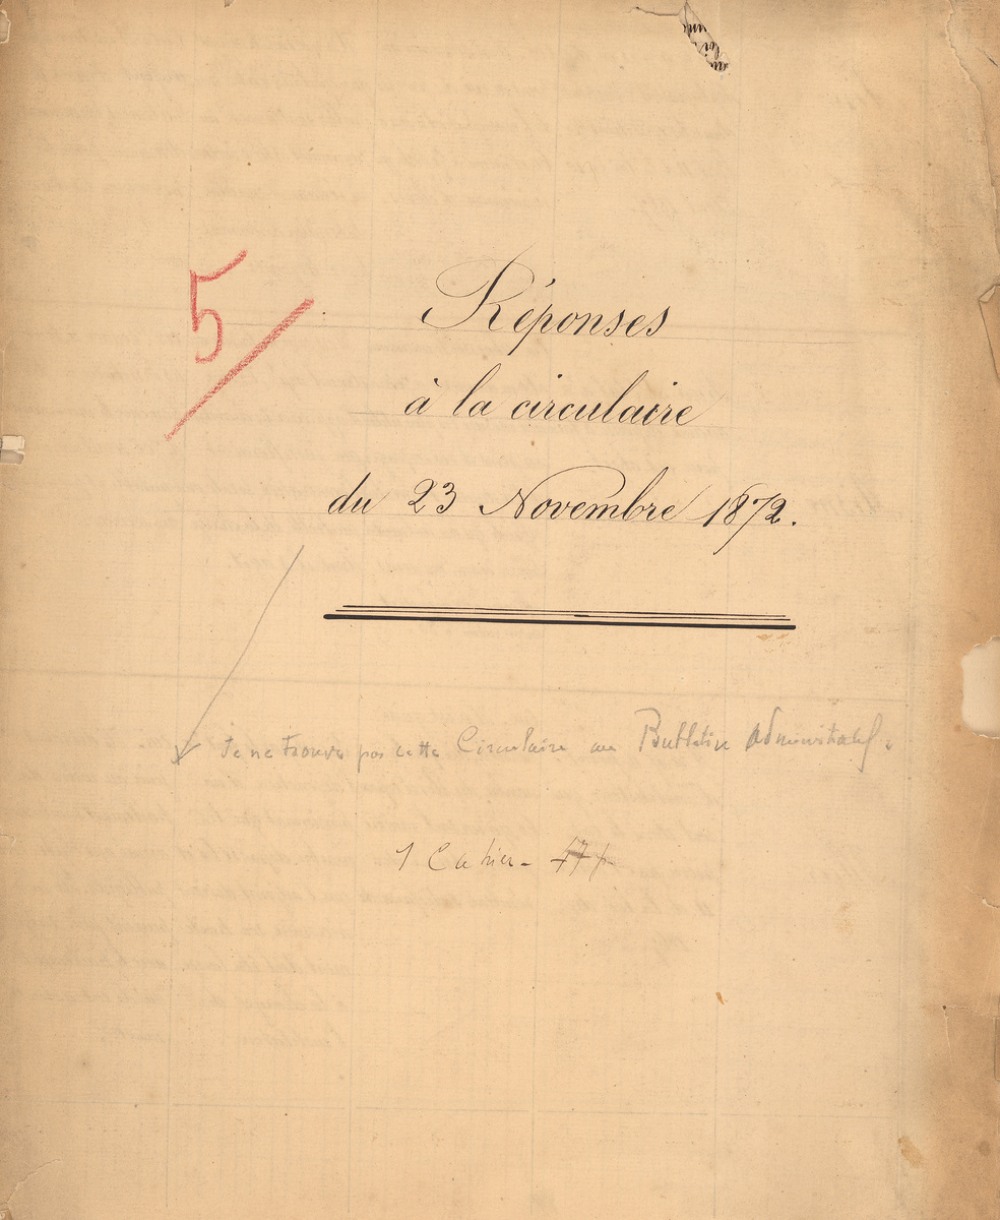 5
Réponses
à la circulaire
du 23 Novembre 1872.
Je ne trouve pas cette Circulaire au Bulletin administratif.
1 Cahier - 47 p.